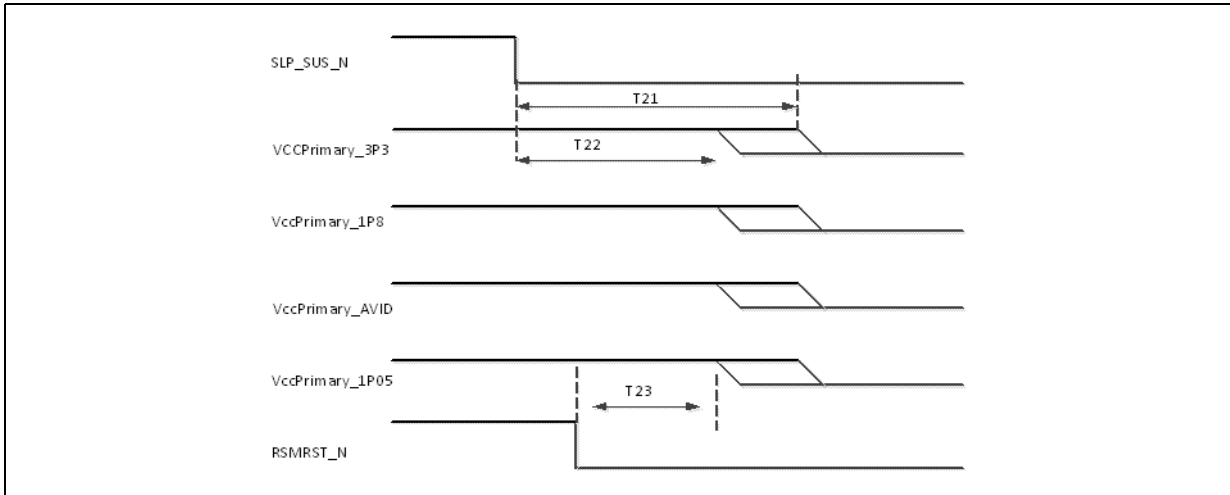 SLP_SUS_N
T21
VCCPrimary_3P3
T22
VccPrimary_1P8
VccPrimary_AVID
VccPrimary_1P05
T23
RSMRST_N